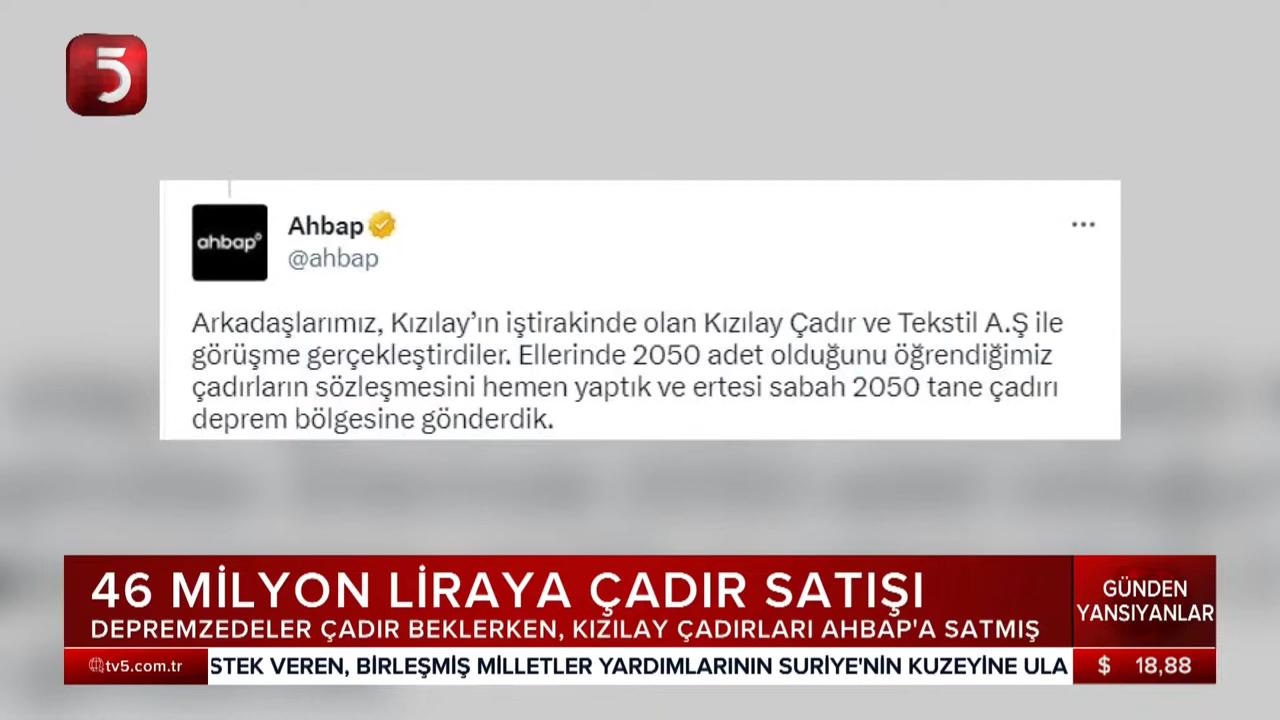 5
ahbap
Ahbap
@ahbap
Arkadaşlarımız, Kızılay’ın iştirakinde olan Kızılay Çadır ve Tekstil A.Ş ile
görüşme gerçekleştirdiler. Ellerinde 2050 adet olduğunu öğrendiğimiz
çadırların sözleşmesini hemen yaptık ve ertesi sabah 2050 tane çadırı
deprem bölgesine gönderdik.
46 MİLYON LİRAYA ÇADIR SATIŞI
DEPREMZEDELER ÇADIR BEKLERKEN, KIZILAY ÇADIRLARI AHBAP'A SATMIŞ
GÜNDEN
YANSIYANLAR
tv5.com.tr
STEK VEREN, BİRLEŞMİŞ MİLLETLER YARDIMLARININ SURİYE'NİN KUZEYİNE ULA
$ 18,88